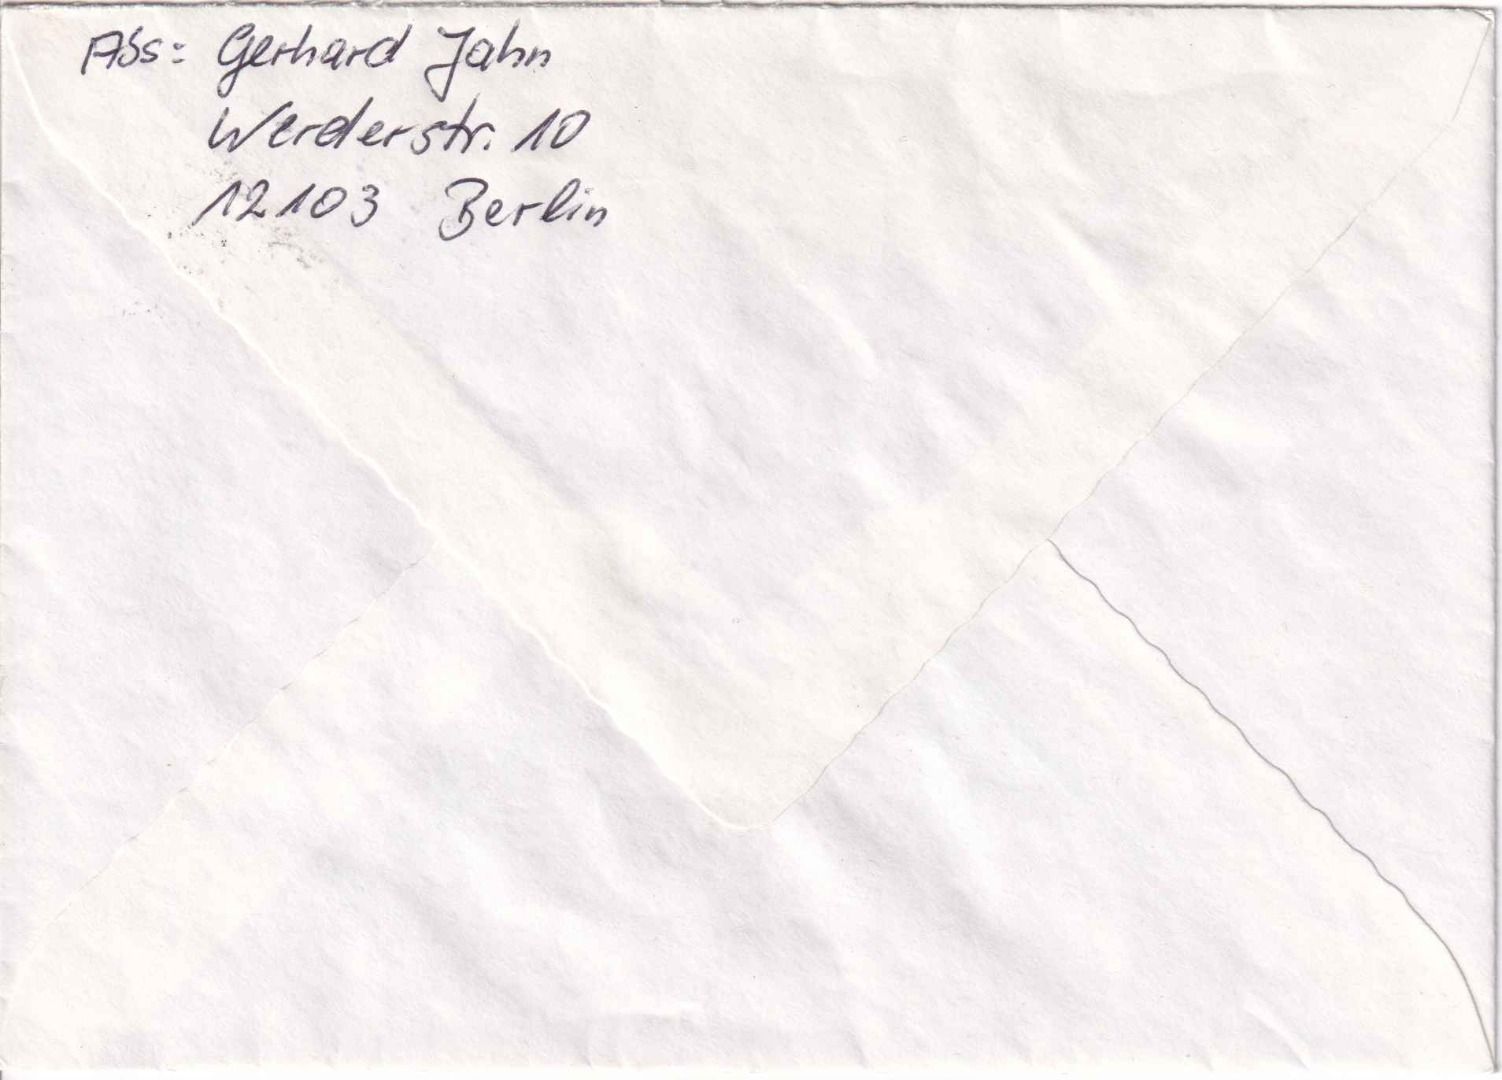 Abs: Gerhard Jahn
Werderstr. 10
12103 Berlin